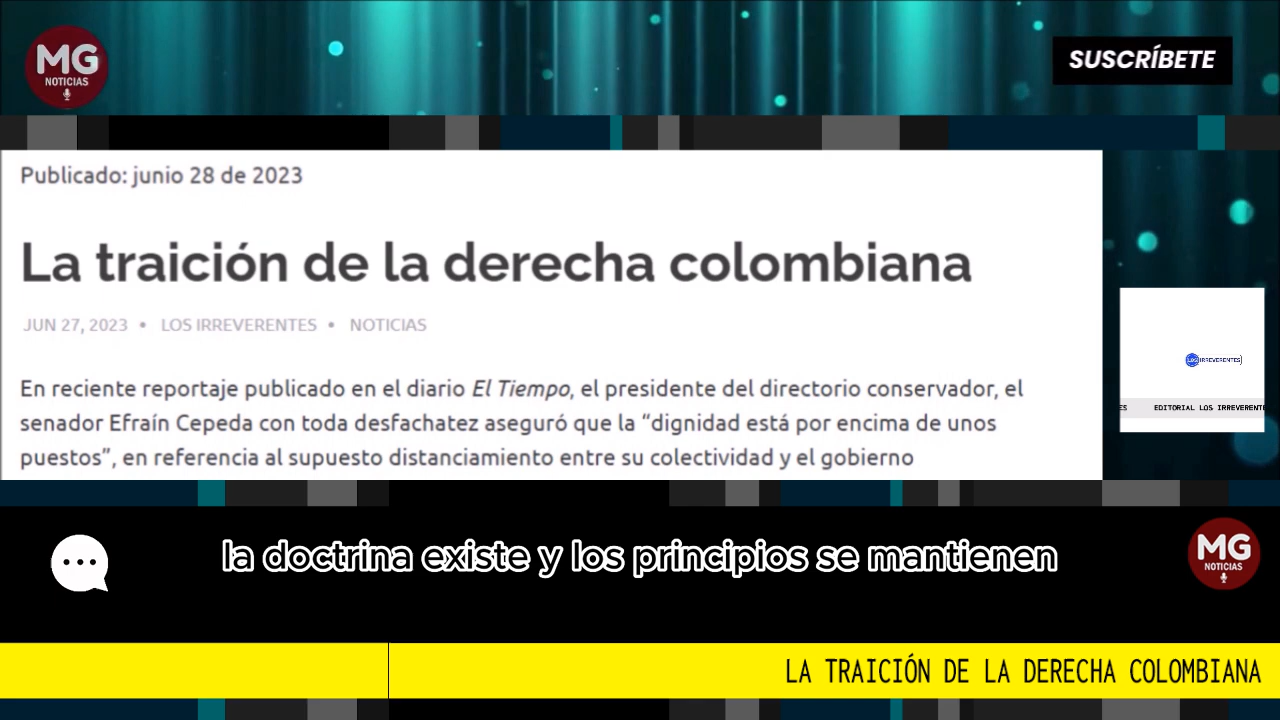 MG
NOTICIAS
SUSCRÍBETE
Publicado: junio 28 de 2023
La traición de la derecha colombiana
JUN 27, 2023 • LOS IRREVERENTES • NOTICIAS
En reciente reportaje publicado en el diario El Tiempo, el presidente del directorio conservador, el
senador Efraín Cepeda con toda desfachatez aseguró que la “dignidad está por encima de unos
puestos”, en referencia al supuesto distanciamiento entre su colectividad y el gobierno
LOS IRREVERENTES
ES EDITORIAL LOS IRREVERENTE
la doctrina existe y los principios se mantienen
MG
NOTICIAS
LA TRAICIÓN DE LA DERECHA COLOMBIANA